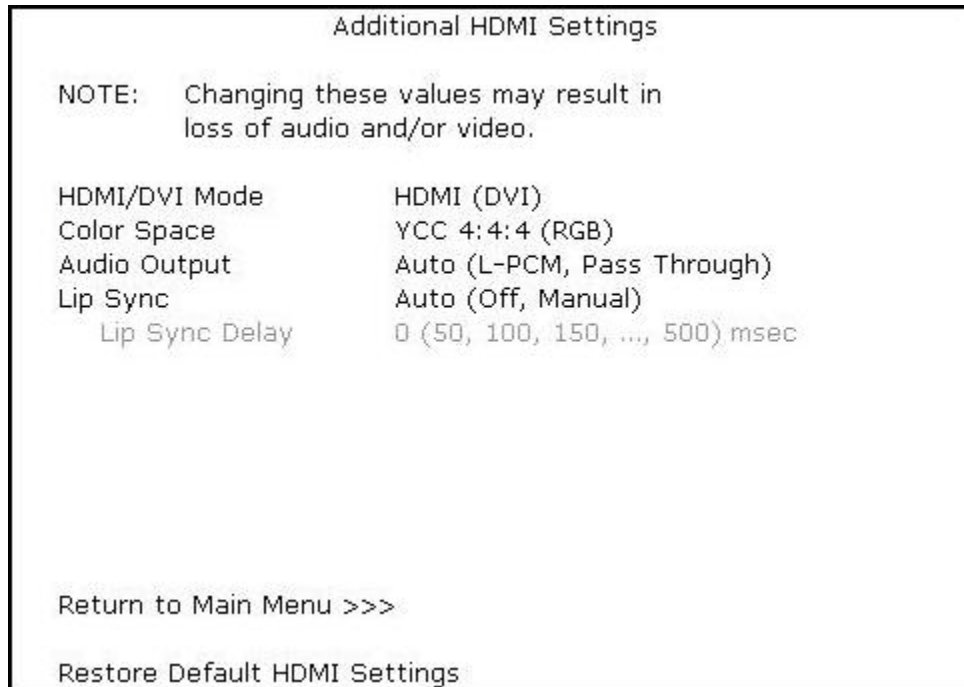 Additional HDMI Settings
NOTE: Changing these values may result in
loss of audio and/or video.
HDMI/DVI Mode HDMI (DVI)
Color Space YCC 4:4:4 (RGB)
Audio Output Auto (L-PCM, Pass Through)
Lip Sync Auto (Off, Manual)
Lip Sync Delay 0 (50, 100, 150, ..., 500) msec
Return to Main Menu >>>
Restore Default HDMI Settings